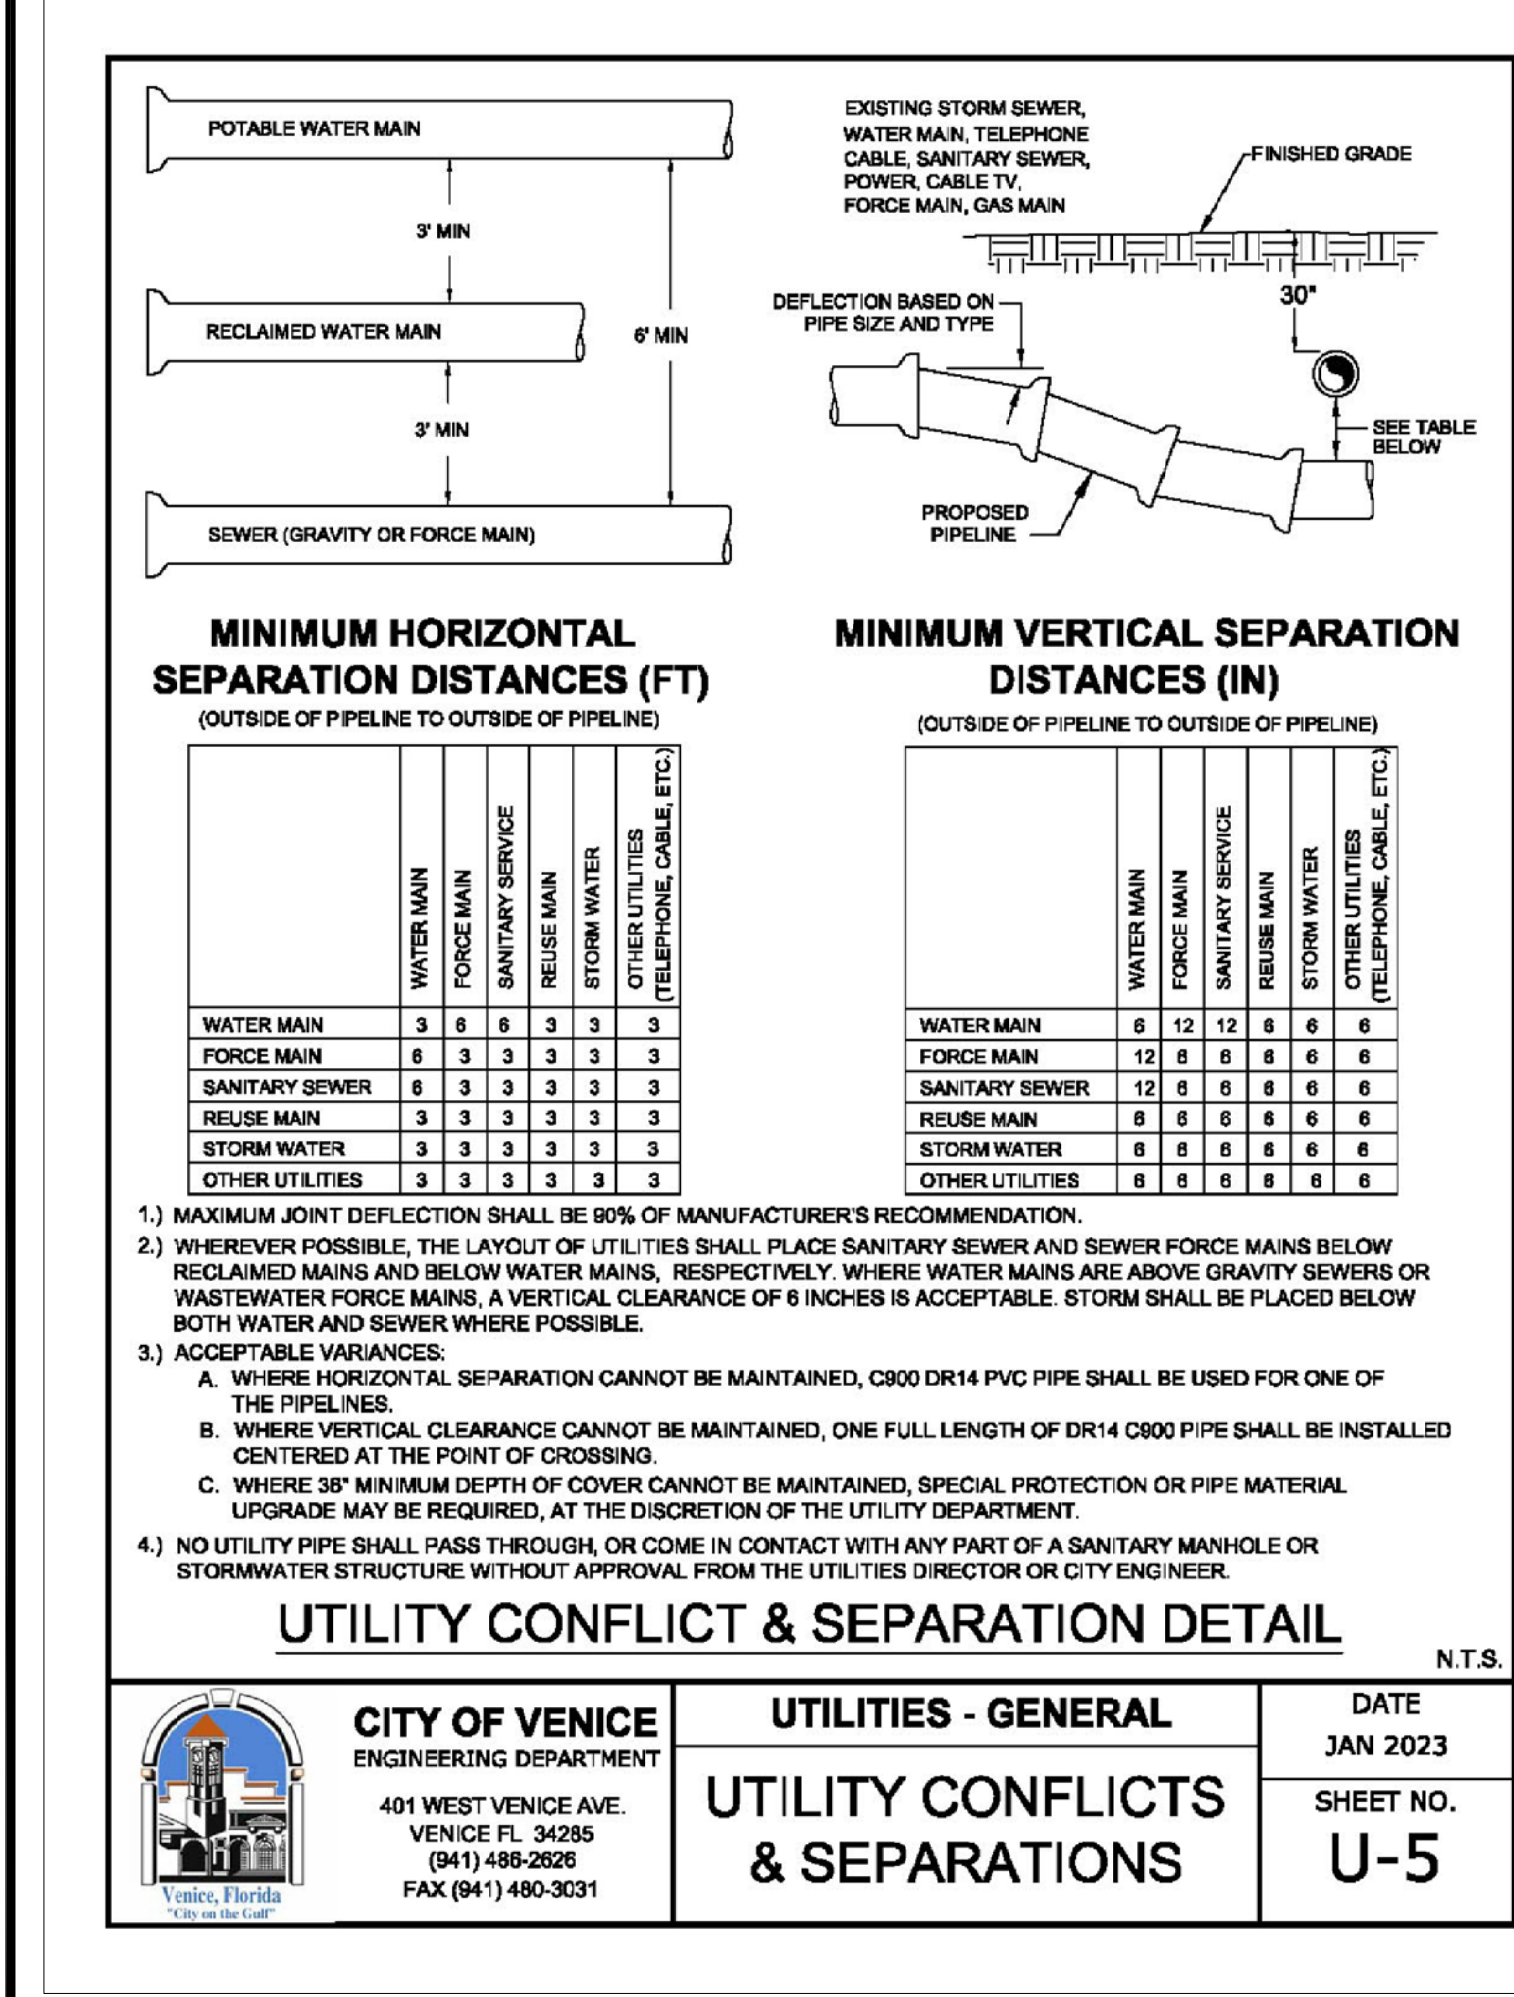 POTABLE WATER MAIN
3' MIN
RECLAIMED WATER MAIN
6' MIN
3' MIN
SEWER (GRAVITY OR FORCE MAIN)
EXISTING STORM SEWER,
WATER MAIN, TELEPHONE
CABLE, SANITARY SEWER,
POWER, CABLE TV,
FORCE MAIN, GAS MAIN
FINISHED GRADE
30"
DEFLECTION BASED ON
PIPE SIZE AND TYPE
SEE TABLE
BELOW
PROPOSED
PIPELINE
MINIMUM HORIZONTAL
SEPARATION DISTANCES (FT)
(OUTSIDE OF PIPELINE TO OUTSIDE OF PIPELINE)
WATER MAIN
FORCE MAIN
SANITARY SERVICE
REUSE MAIN
STORM WATER
OTHER UTILITIES
(TELEPHONE, CABLE, ETC.)
WATER MAIN 3 6 6 3 3 3
FORCE MAIN 6 3 3 3 3 3
SANITARY SEWER 6 3 3 3 3 3
REUSE MAIN 3 3 3 3 3 3
STORM WATER 3 3 3 3 3 3
OTHER UTILITIES 3 3 3 3 3 3
MINIMUM VERTICAL SEPARATION
DISTANCES (IN)
(OUTSIDE OF PIPELINE TO OUTSIDE OF PIPELINE)
WATER MAIN
FORCE MAIN
SANITARY SERVICE
REUSE MAIN
STORM WATER
OTHER UTILITIES
(TELEPHONE, CABLE, ETC.)
WATER MAIN 6 12 12 6 6 6
FORCE MAIN 12 6 6 6 6 6
SANITARY SEWER 12 6 6 6 6 6
REUSE MAIN 6 6 6 6 6 6
STORM WATER 6 6 6 6 6 6
OTHER UTILITIES 6 6 6 6 6 6
1.) MAXIMUM JOINT DEFLECTION SHALL BE 90% OF MANUFACTURER'S RECOMMENDATION.
2.) WHEREVER POSSIBLE, THE LAYOUT OF UTILITIES SHALL PLACE SANITARY SEWER AND SEWER FORCE MAINS BELOW
RECLAIMED MAINS AND BELOW WATER MAINS, RESPECTIVELY. WHERE WATER MAINS ARE ABOVE GRAVITY SEWERS OR
WASTEWATER FORCE MAINS, A VERTICAL CLEARANCE OF 6 INCHES IS ACCEPTABLE. STORM SHALL BE PLACED BELOW
BOTH WATER AND SEWER WHERE POSSIBLE.
3.) ACCEPTABLE VARIANCES:
A. WHERE HORIZONTAL SEPARATION CANNOT BE MAINTAINED, C900 DR14 PVC PIPE SHALL BE USED FOR ONE OF
THE PIPELINES.
B. WHERE VERTICAL CLEARANCE CANNOT BE MAINTAINED, ONE FULL LENGTH OF DR14 C900 PIPE SHALL BE INSTALLED
CENTERED AT THE POINT OF CROSSING.
C. WHERE 36" MINIMUM DEPTH OF COVER CANNOT BE MAINTAINED, SPECIAL PROTECTION OR PIPE MATERIAL
UPGRADE MAY BE REQUIRED, AT THE DISCRETION OF THE UTILITY DEPARTMENT.
4.) NO UTILITY PIPE SHALL PASS THROUGH, OR COME IN CONTACT WITH ANY PART OF A SANITARY MANHOLE OR
STORMWATER STRUCTURE WITHOUT APPROVAL FROM THE UTILITIES DIRECTOR OR CITY ENGINEER.
UTILITY CONFLICT & SEPARATION DETAIL
N.T.S.
Venice, Florida
"City on the Gulf"
CITY OF VENICE
ENGINEERING DEPARTMENT
401 WEST VENICE AVE.
VENICE FL 34285
(941) 486-2626
FAX (941) 480-3031
UTILITIES - GENERAL
UTILITY CONFLICTS
& SEPARATIONS
DATE
JAN 2023
SHEET NO.
U-5